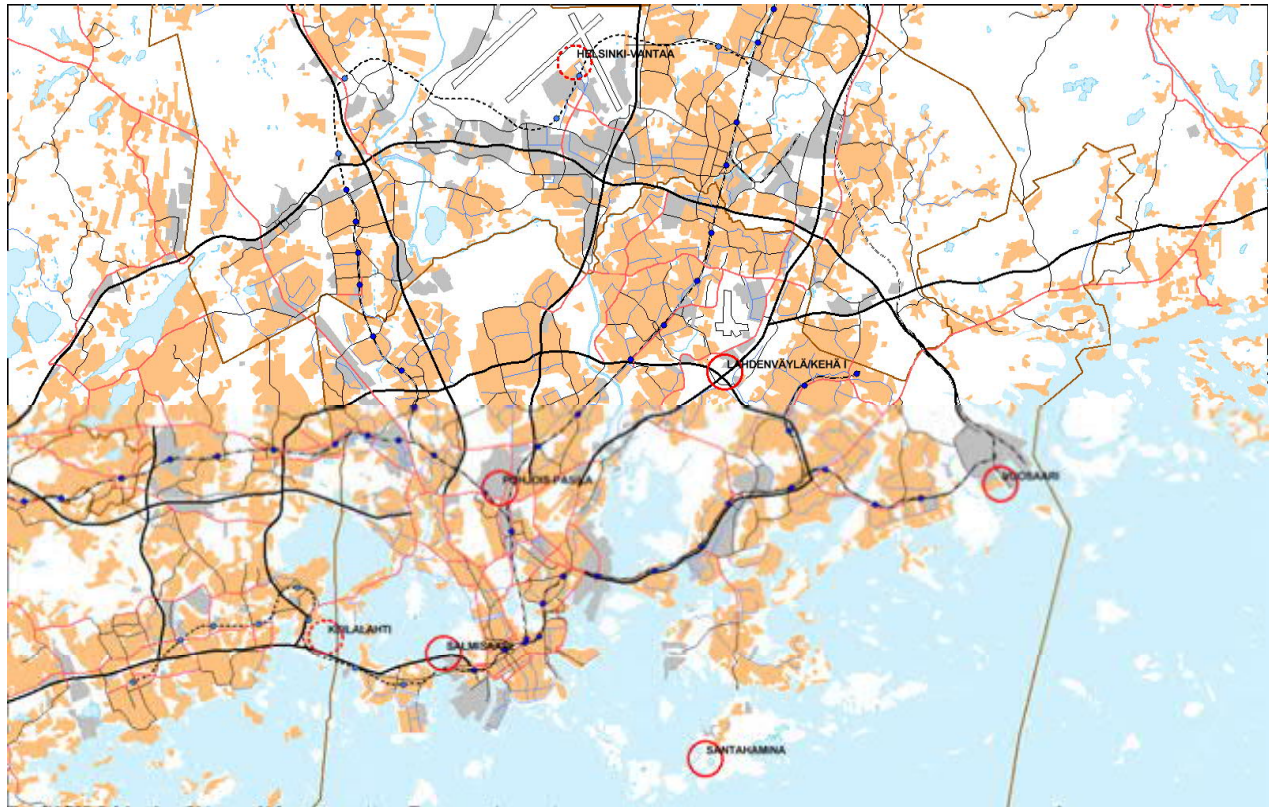 HELSINKI-VANTAA
LAHDENVÄYLÄ/KEHÄ I
POHJOIS-PASILA
VUOSAARI
KEILALAHTI
SALMISAARI
SANTAHAMINA